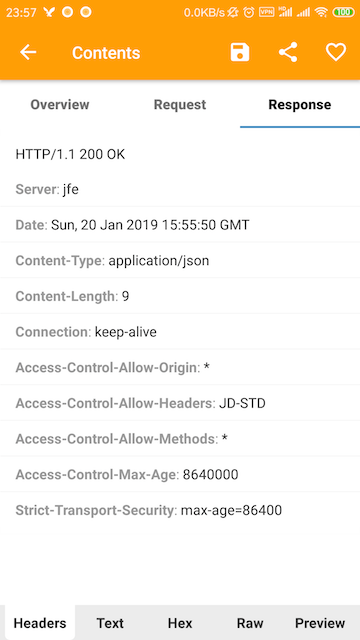 23:57 0.0KB/s VPN 100
Contents
Overview Request Response
HTTP/1.1 200 OK
Server: jfe
Date: Sun, 20 Jan 2019 15:55:50 GMT
Content-Type: application/json
Content-Length: 9
Connection: keep-alive
Access-Control-Allow-Origin: *
Access-Control-Allow-Headers: JD-STD
Access-Control-Allow-Methods: *
Access-Control-Max-Age: 8640000
Strict-Transport-Security: max-age=86400
Headers Text Hex Raw Preview